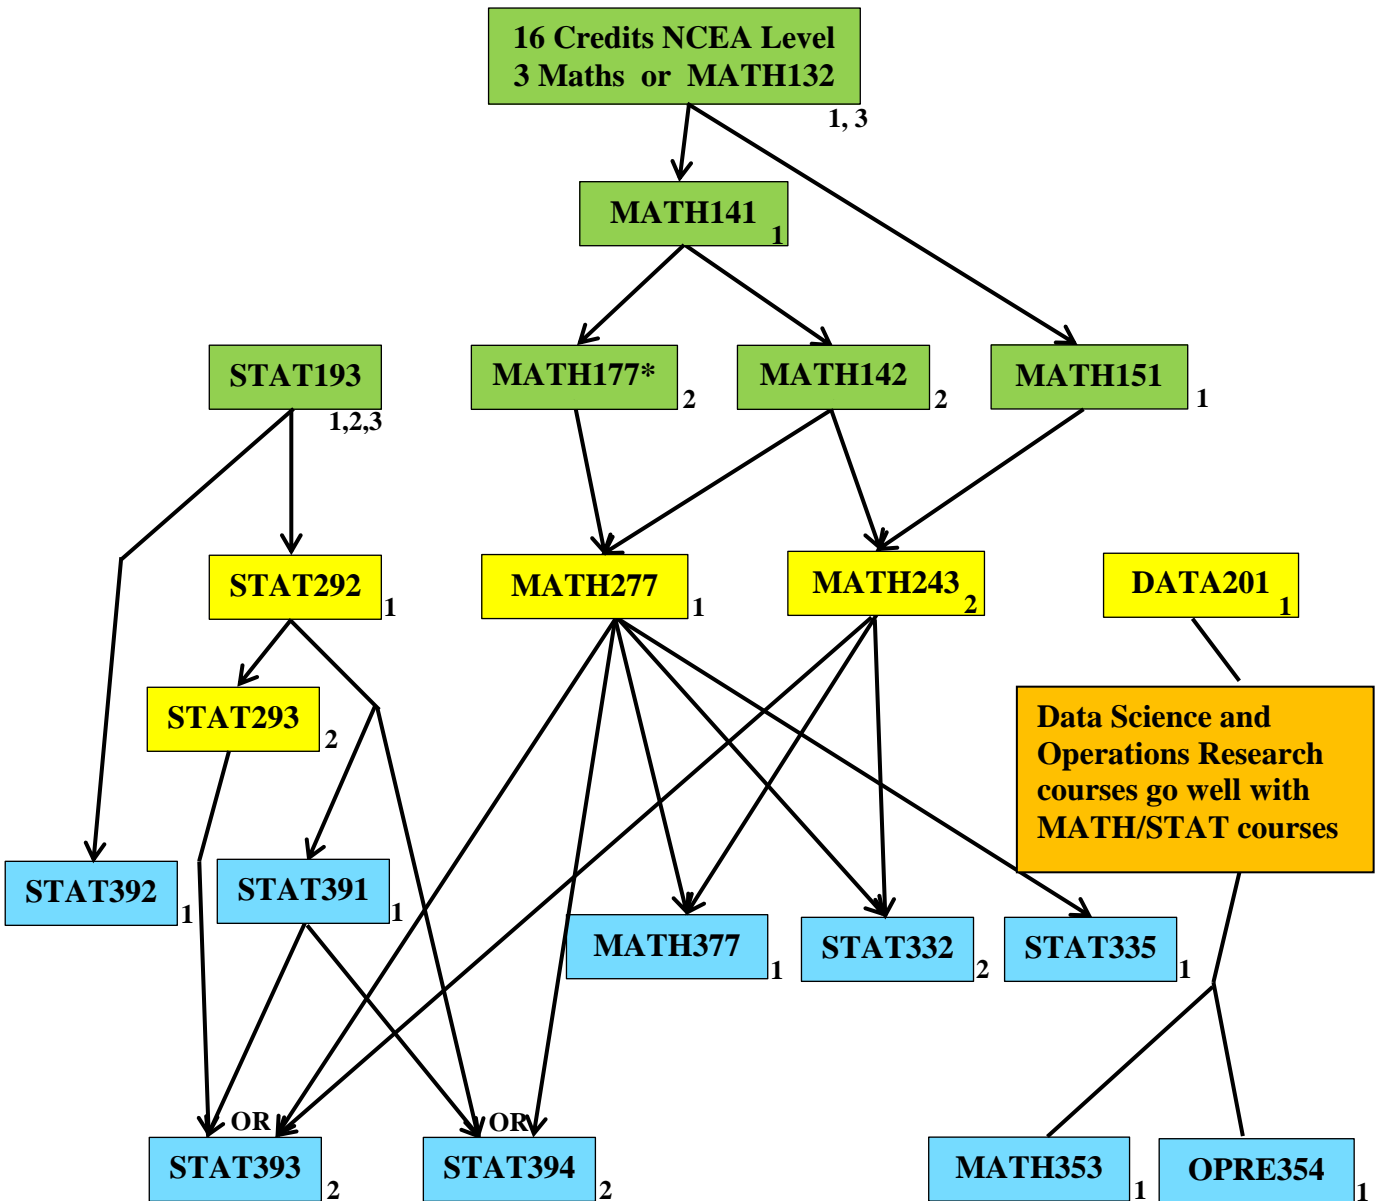 16 Credits NCEA Level
3 Maths or MATH132
1, 3
MATH141
1
STAT193
1,2,3
MATH177*
2
MATH142
2
MATH151
1
STAT292
1
MATH277
1
MATH243
2
DATA201
1
STAT293
2
Data Science and
Operations Research
courses go well with
MATH/STAT courses
STAT392
1
STAT391
1
MATH377
1
STAT332
2
STAT335
1
OR
STAT393
2
OR
STAT394
2
MATH353
1
OPRE354
1